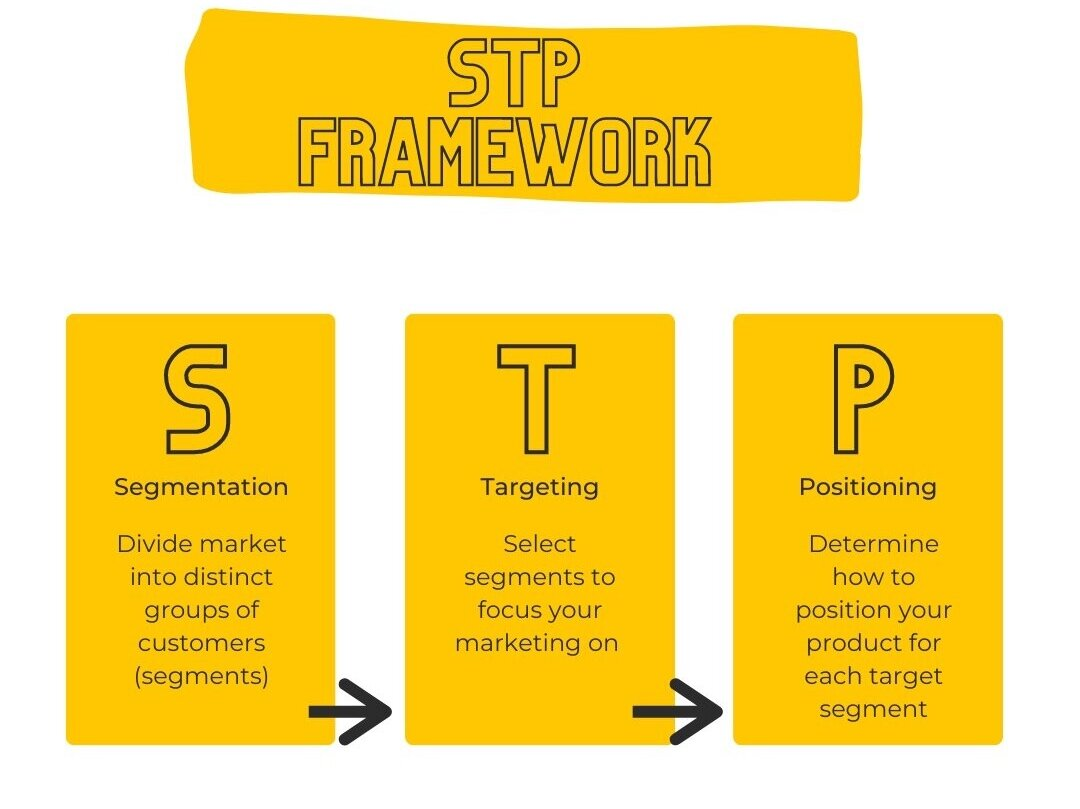 STP
FRAMEWORK
S
Segmentation
Divide market
into distinct
groups of
customers
(segments)
T
Targeting
Select
segments to
focus your
marketing on
P
Positioning
Determine
how to
position your
product for
each target
segment